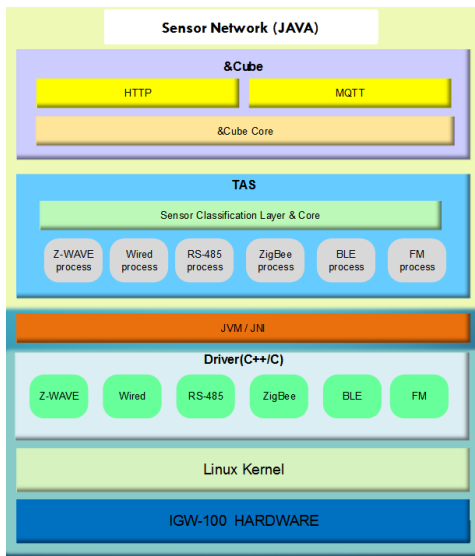 Sensor Network (JAVA)
&Cube
HTTP
MQTT
&Cube Core
TAS
Sensor Classification Layer & Core
Z-WAVE
process
Wired
process
RS-485
process
ZigBee
process
BLE
process
FM
process
JVM / JNI
Driver(C++/C)
Z-WAVE
Wired
RS-485
ZigBee
BLE
FM
Linux Kernel
IGW-100 HARDWARE